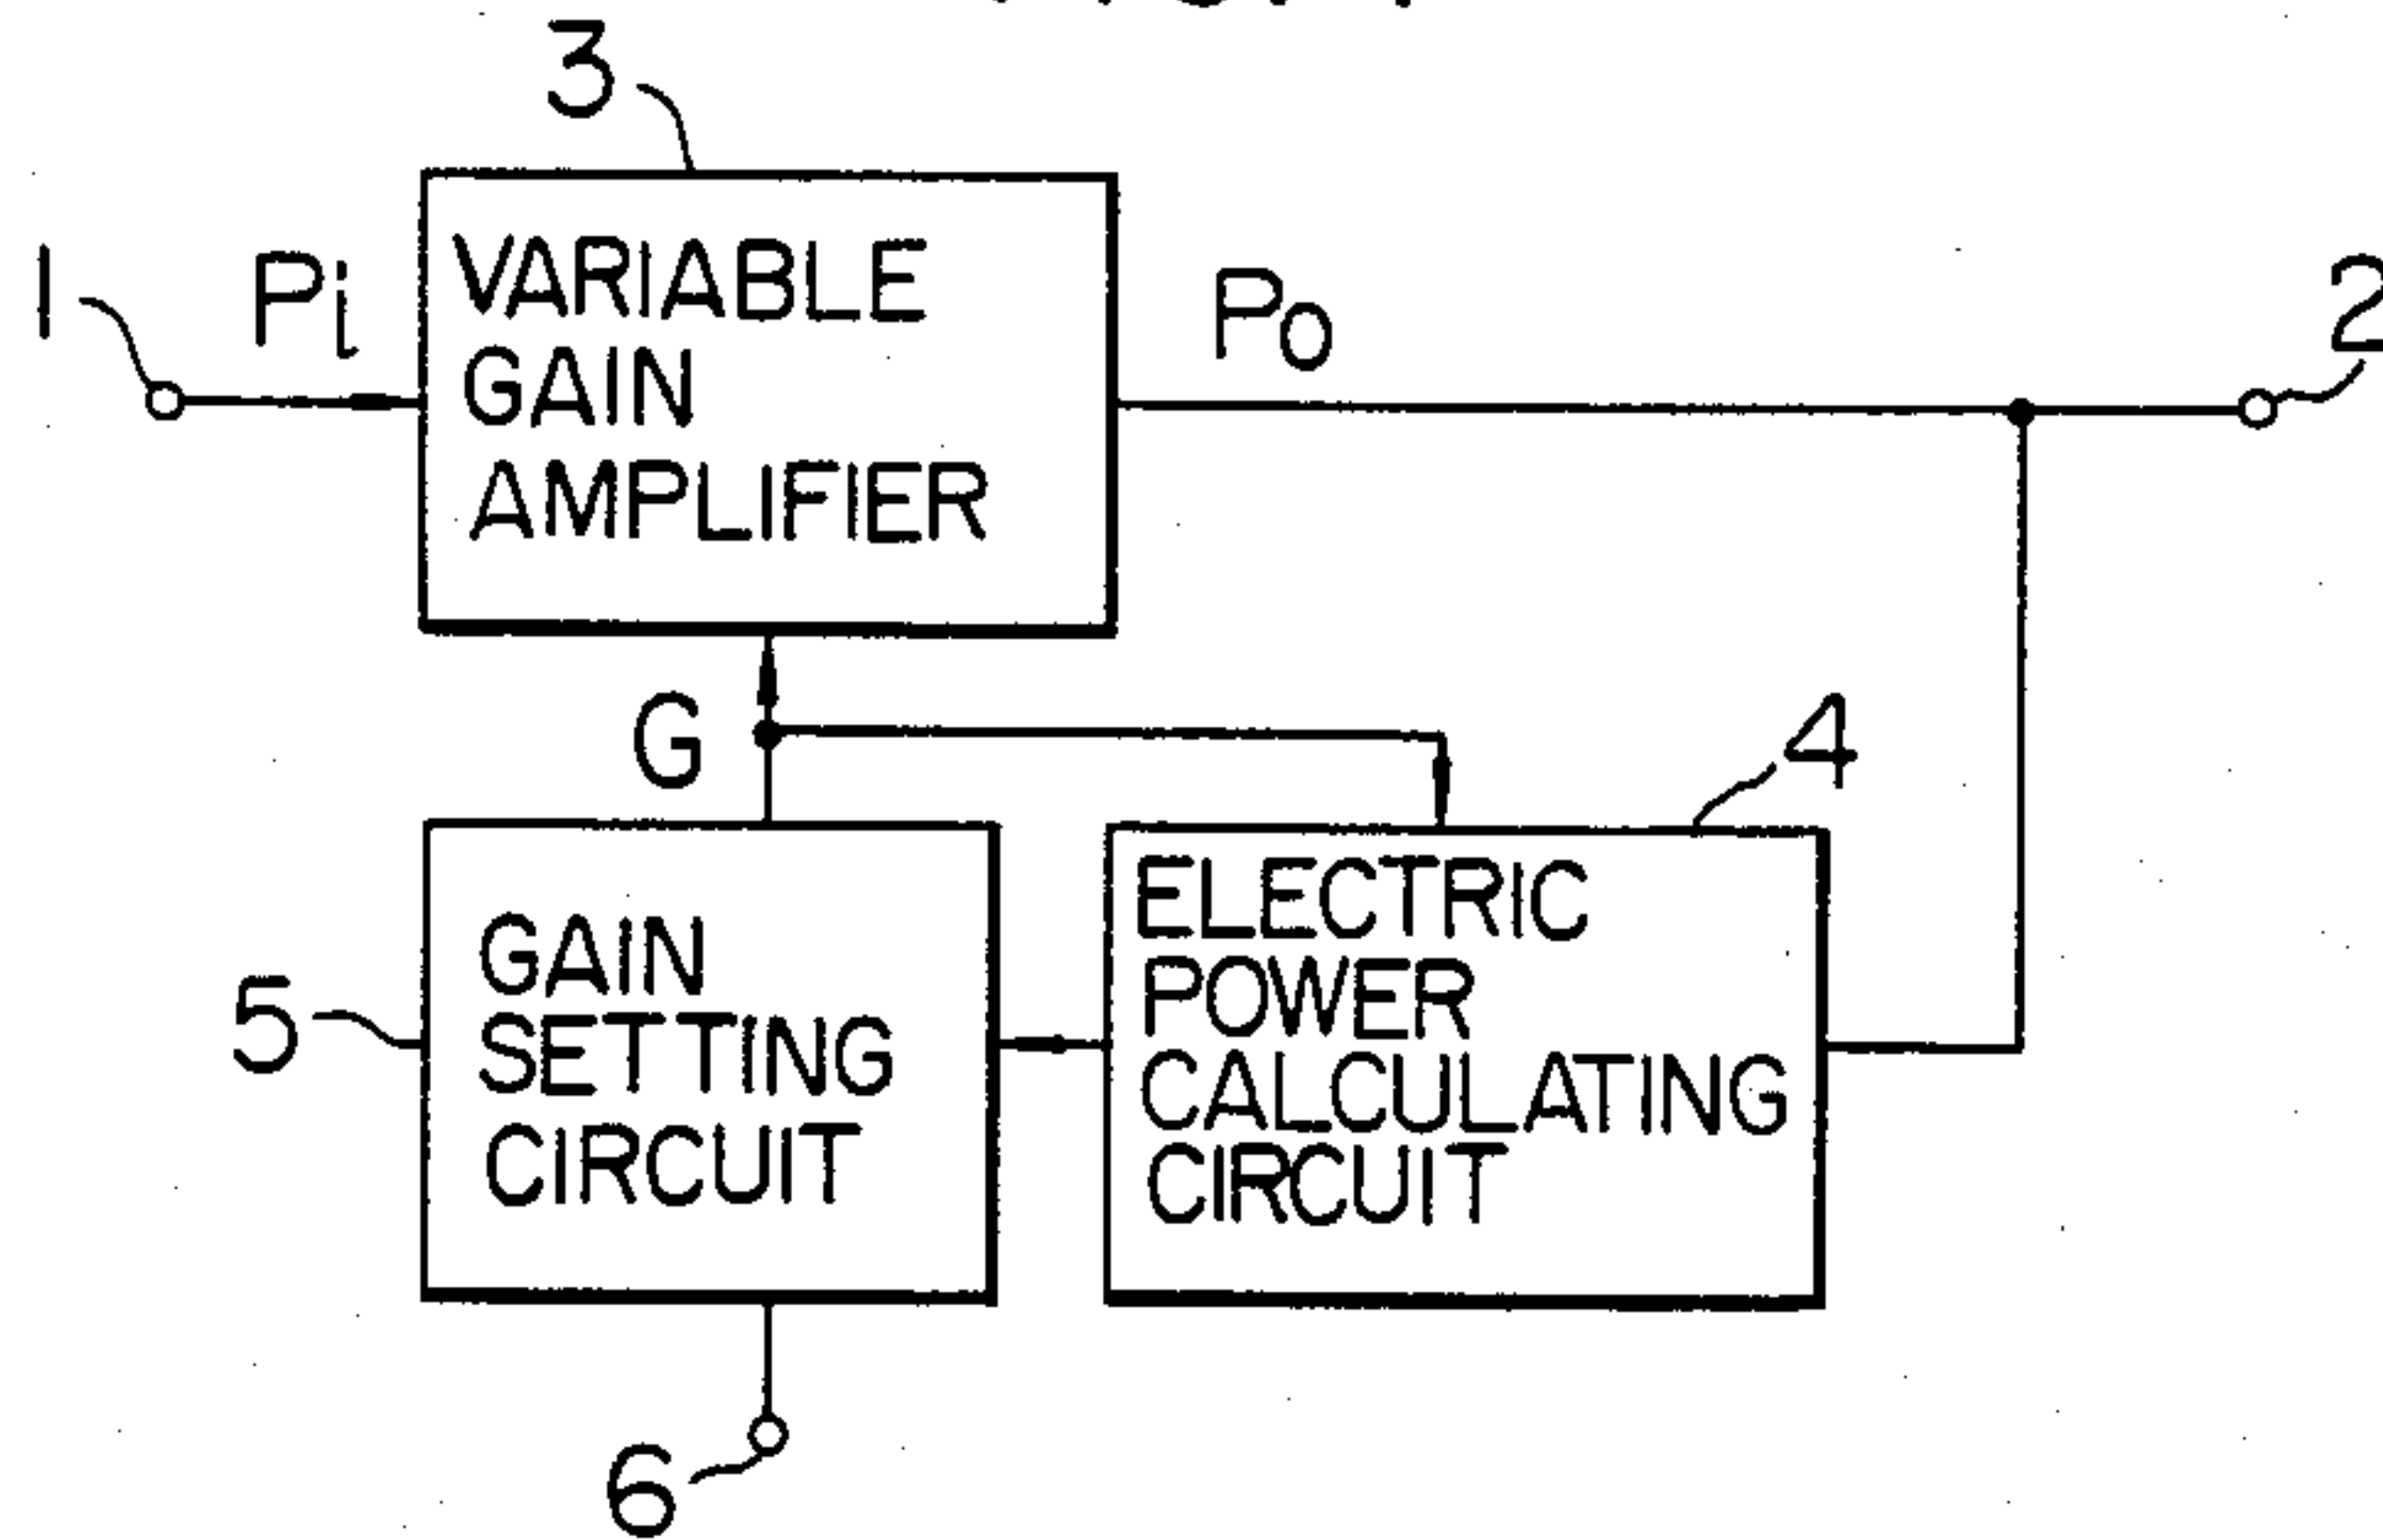 3
1
Pi
VARIABLE
GAIN
AMPLIFIER
Po
2
G
4
5
GAIN
SETTING
CIRCUIT
ELECTRIC
POWER
CALCULATING
CIRCUIT
6